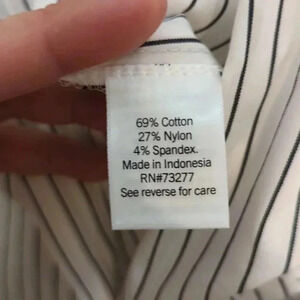 69% Cotton
27% Nylon
4% Spandex.
Made in Indonesia
RN#73277
See reverse for care